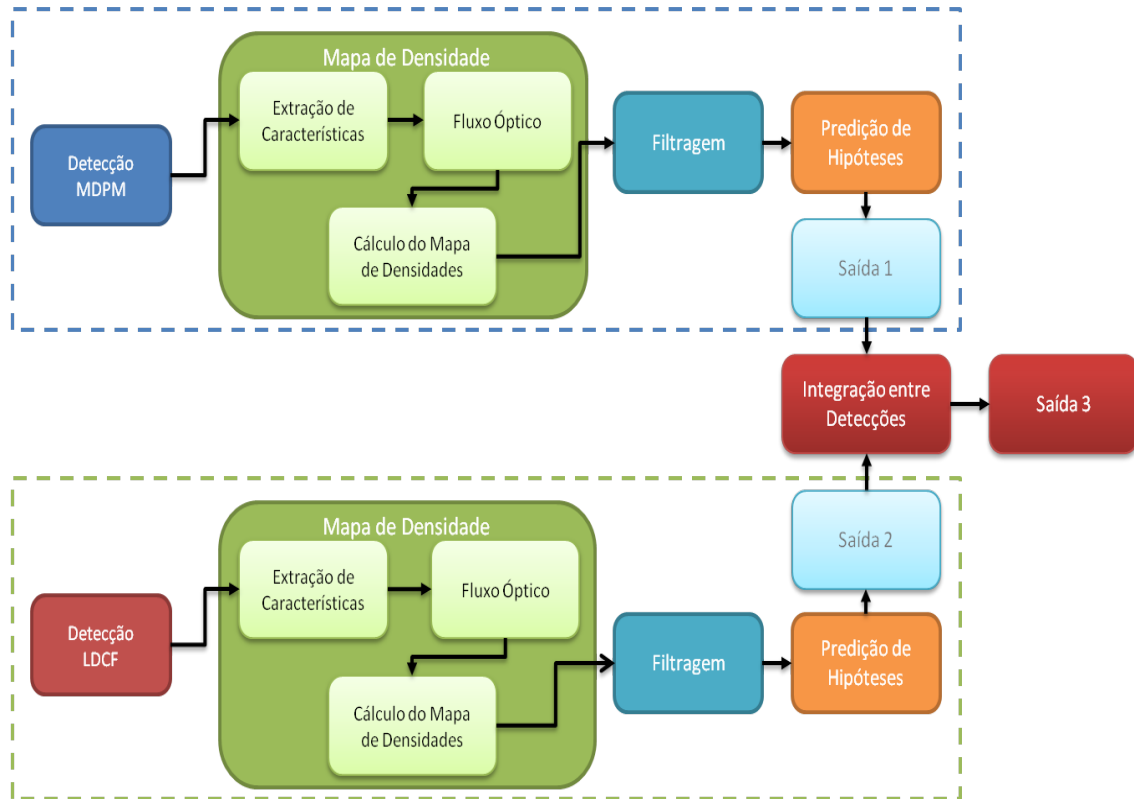 Mapa de Densidade
Extração de
Características
Fluxo Óptico
Detecção
MDPM
Cálculo do Mapa
de Densidades
Filtragem
Predição de
Hipóteses
Saída 1
Integração entre
Detecções
Saída 3
Mapa de Densidade
Extração de
Características
Fluxo Óptico
Detecção
LDCF
Cálculo do Mapa
de Densidades
Filtragem
Predição de
Hipóteses
Saída 2